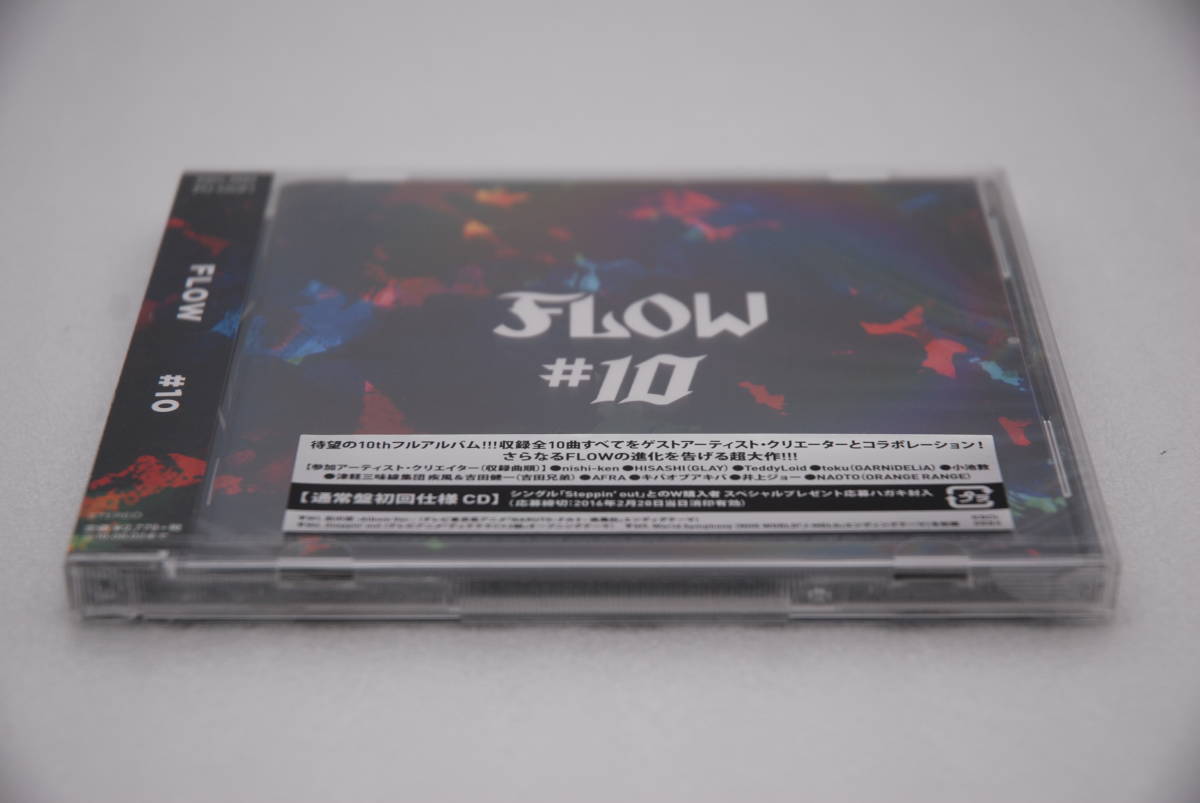 FLOW
#10
FLOW
#10
待望の10thフルアルバム!!!収録全10曲すべてをゲストアーティスト・クリエーターとコラボレーション!
さらなるFLOWの進化を告げる超大作!!!
【参加アーティスト・クリエイター(収録曲順)】●nishi-ken ●HISASHI(GLAY) ●TeddyLoid ●toku(GARNiDELiA) ●小池敦
●津軽三味線集団 疾風&吉田健一(吉田兄弟) ●AFRA ●キバオブアキバ ●井上ジョー ●NAOTO(ORANGE RANGE)
【通常盤初回仕様CD】
シングル「Steppin' out」とのW購入者 スペシャルプレゼント応募ハガキ封入
(応募締切:2016年2月28日当日消印有効)
STEREO